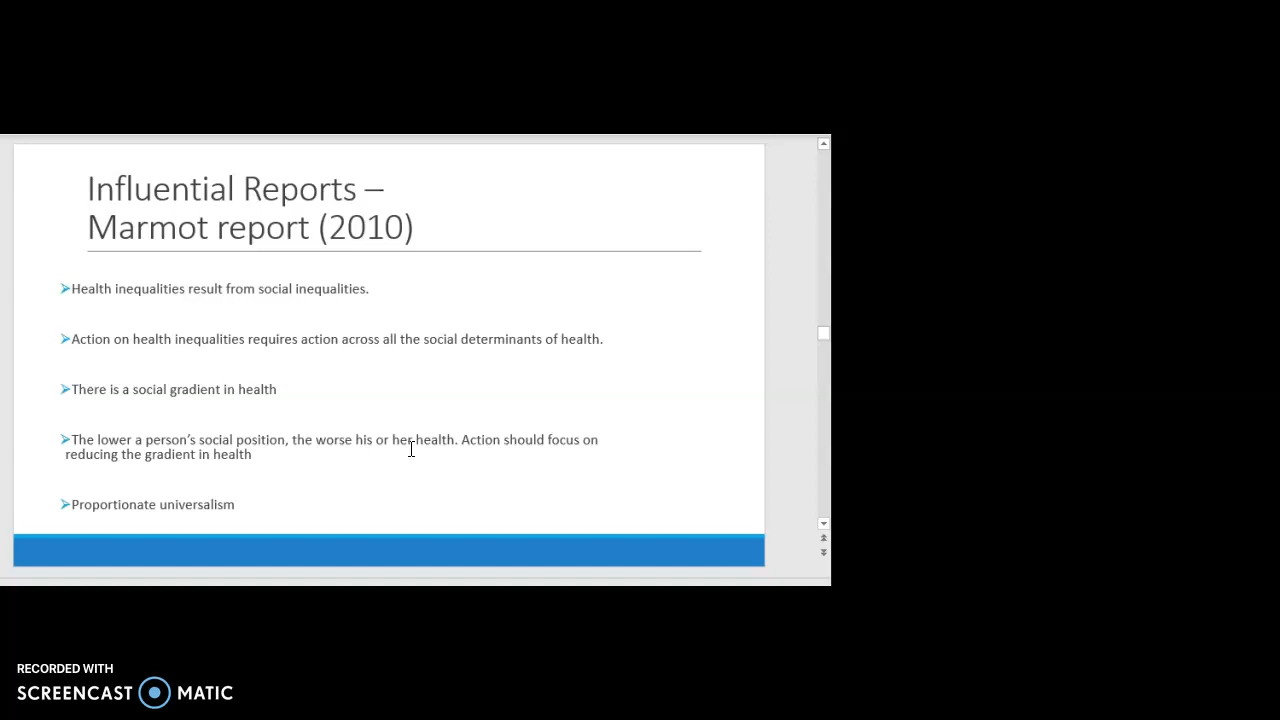 Influential Reports –
Marmot report (2010)
➤Health inequalities result from social inequalities.
➤Action on health inequalities requires action across all the social determinants of health.
➤There is a social gradient in health
➤The lower a person’s social position, the worse his or her health. Action should focus on
reducing the gradient in health
➤Proportionate universalism
RECORDED WITH
SCREENCAST MATIC